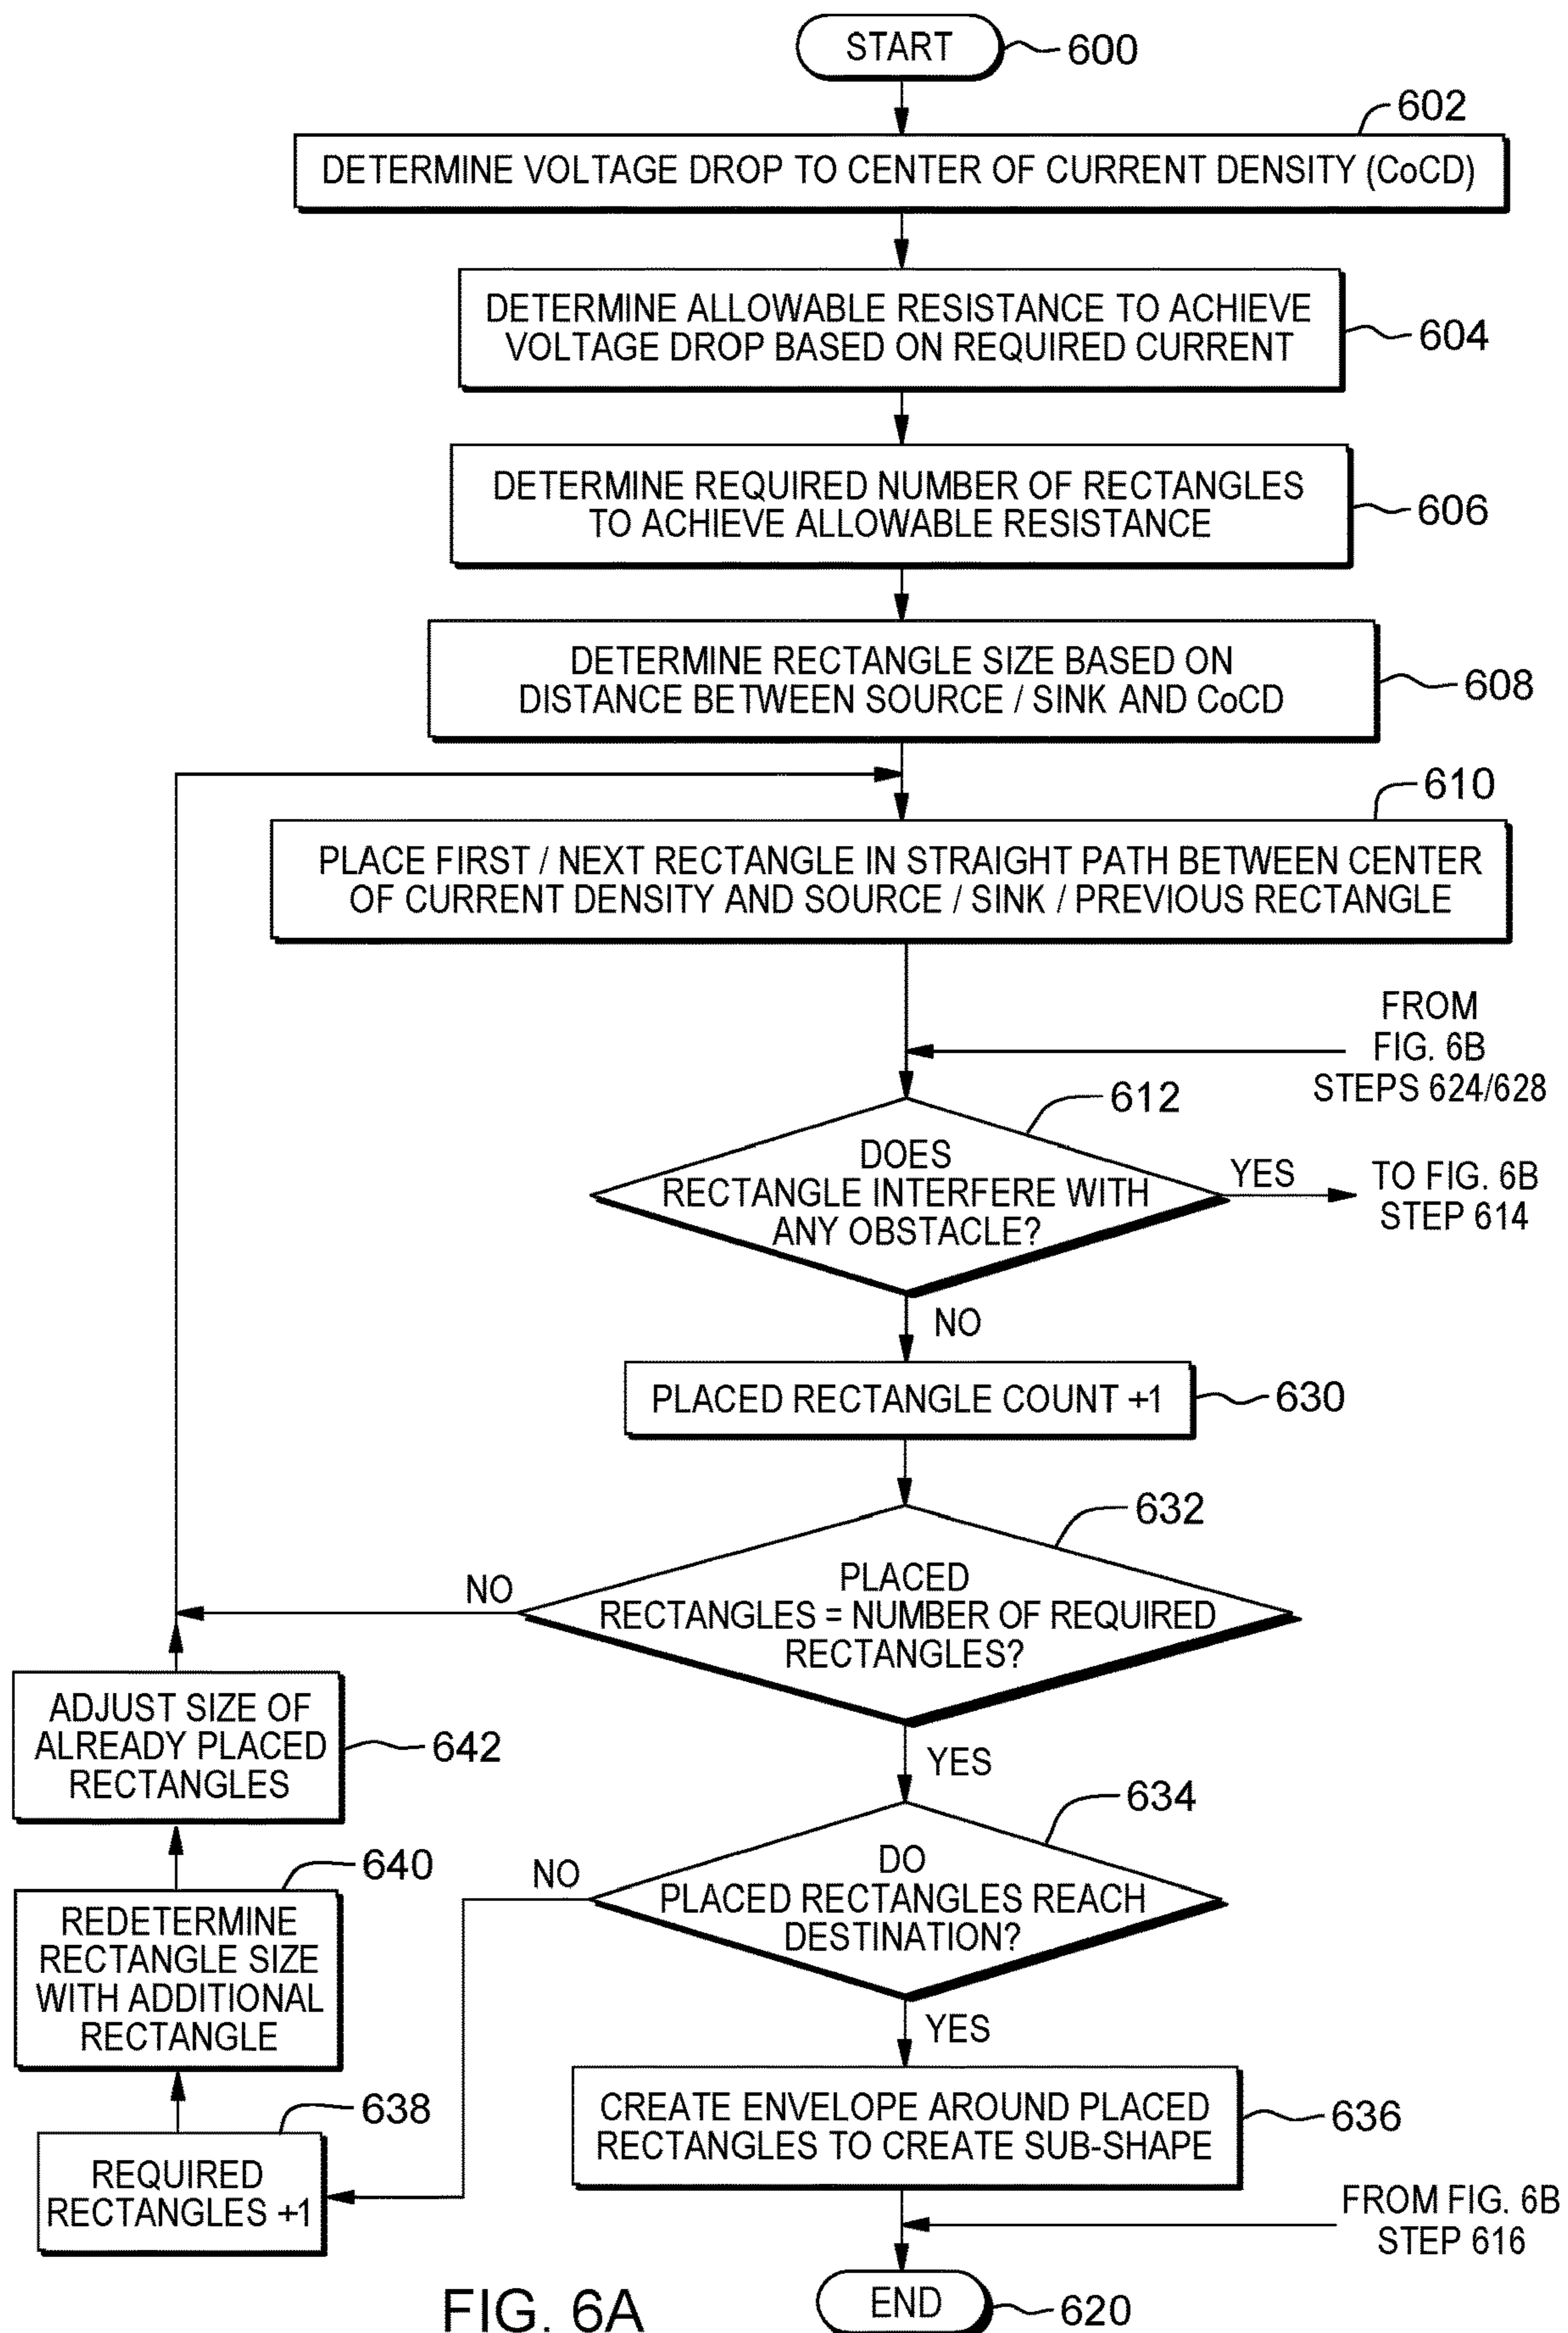 START
600
602
DETERMINE VOLTAGE DROP TO CENTER OF CURRENT DENSITY (CoCD)
DETERMINE ALLOWABLE RESISTANCE TO ACHIEVE
VOLTAGE DROP BASED ON REQUIRED CURRENT
604
DETERMINE REQUIRED NUMBER OF RECTANGLES
TO ACHIEVE ALLOWABLE RESISTANCE
606
DETERMINE RECTANGLE SIZE BASED ON
DISTANCE BETWEEN SOURCE / SINK AND CoCD
608
610
PLACE FIRST / NEXT RECTANGLE IN STRAIGHT PATH BETWEEN CENTER
OF CURRENT DENSITY AND SOURCE / SINK / PREVIOUS RECTANGLE
FROM
FIG. 6B
STEPS 624/628
612
DOES
RECTANGLE INTERFERE WITH
ANY OBSTACLE?
YES
TO FIG. 6B
STEP 614
NO
PLACED RECTANGLE COUNT +1
630
632
PLACED
RECTANGLES = NUMBER OF REQUIRED
RECTANGLES?
NO
YES
ADJUST SIZE OF
ALREADY PLACED
RECTANGLES
642
634
DO
PLACED RECTANGLES REACH
DESTINATION?
NO
YES
640
REDETERMINE
RECTANGLE SIZE
WITH ADDITIONAL
RECTANGLE
638
REQUIRED
RECTANGLES +1
CREATE ENVELOPE AROUND PLACED
RECTANGLES TO CREATE SUB-SHAPE
636
FROM FIG. 6B
STEP 616
END
620
FIG. 6A